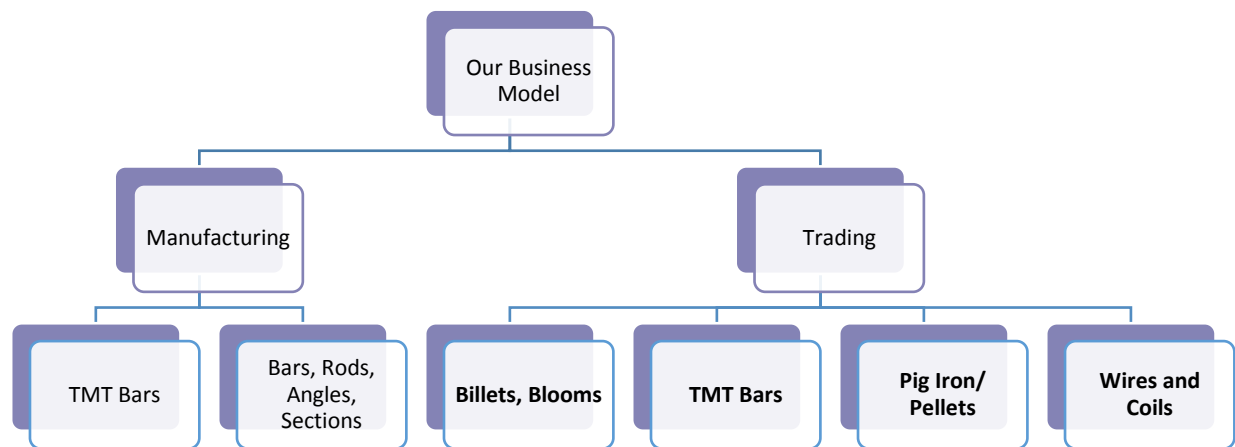 Our Business
Model
Manufacturing
Trading
TMT Bars
Bars, Rods,
Angles,
Sections
Billets, Blooms
TMT Bars
Pig Iron/
Pellets
Wires and
Coils